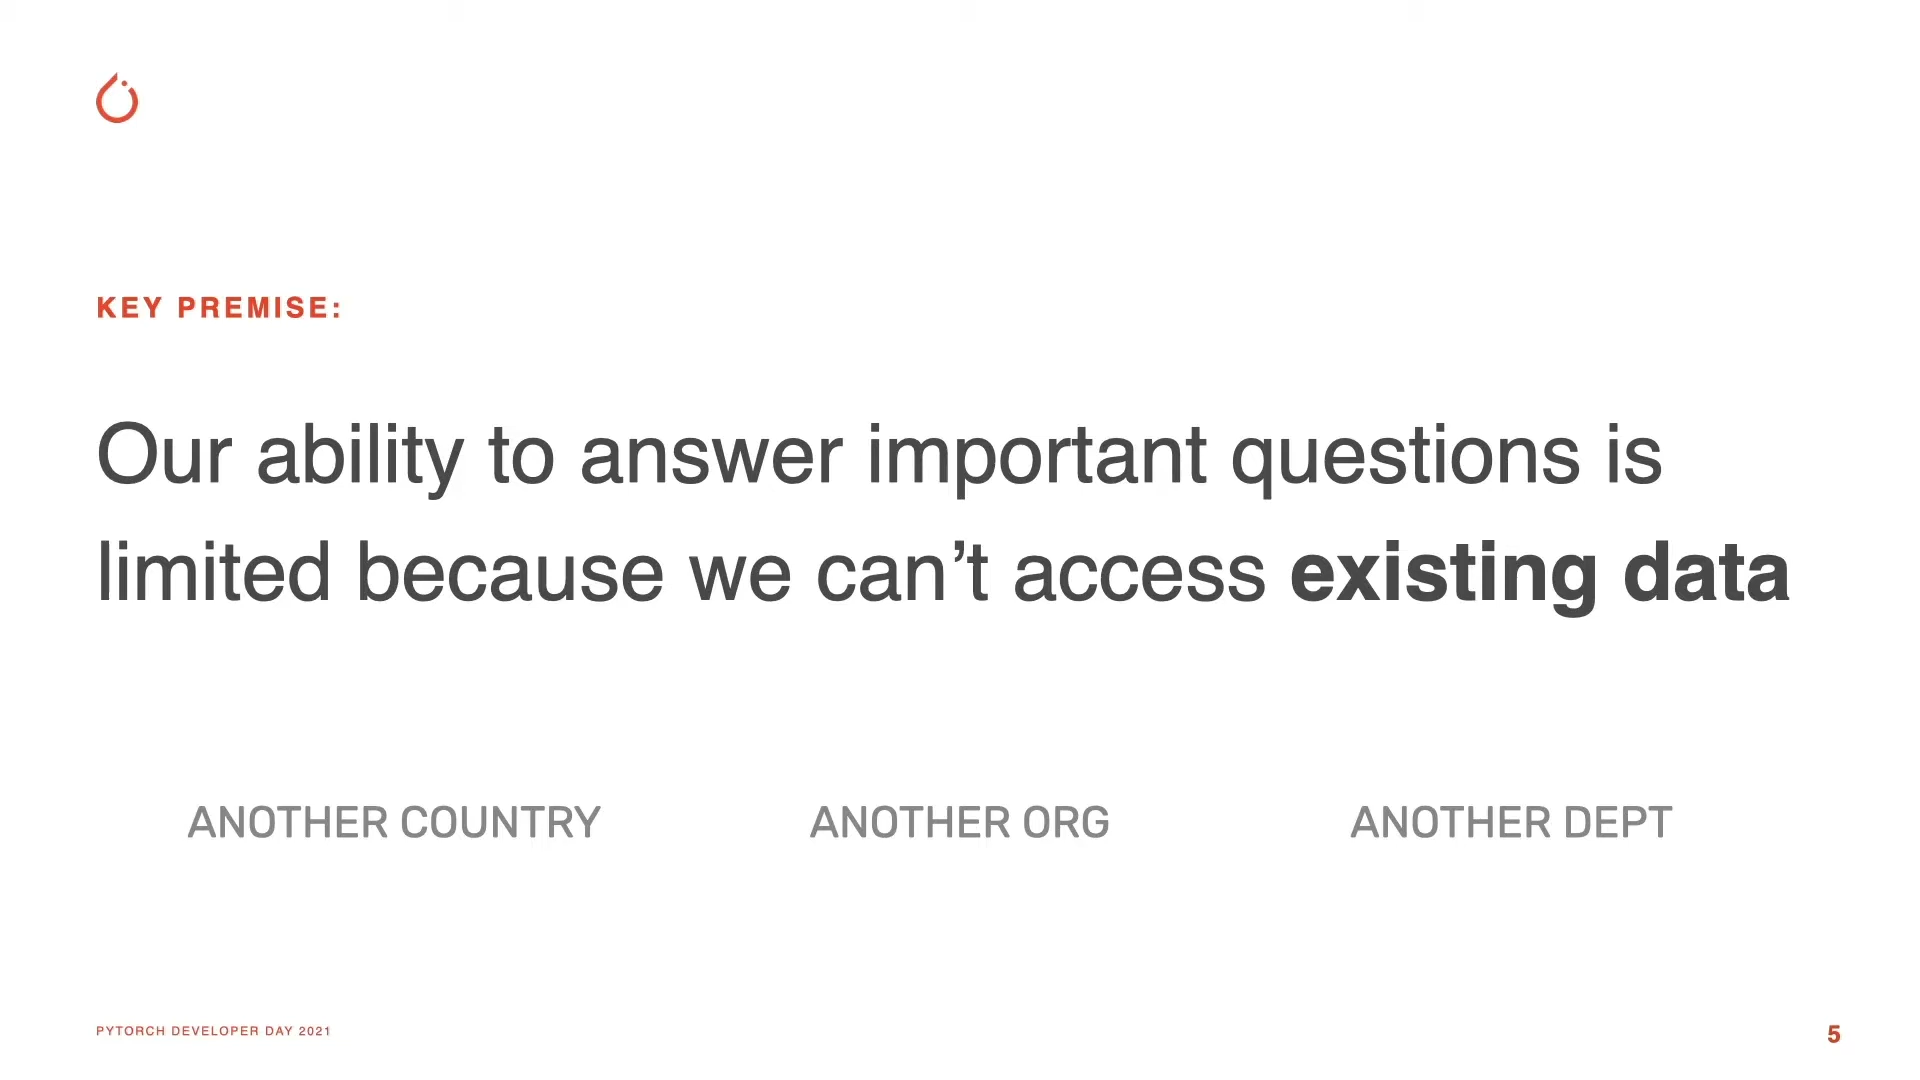 KEY PREMISE:
Our ability to answer important questions is
limited because we can’t access existing data
ANOTHER COUNTRY
ANOTHER ORG
ANOTHER DEPT
PYTORCH DEVELOPER DAY 2021
5